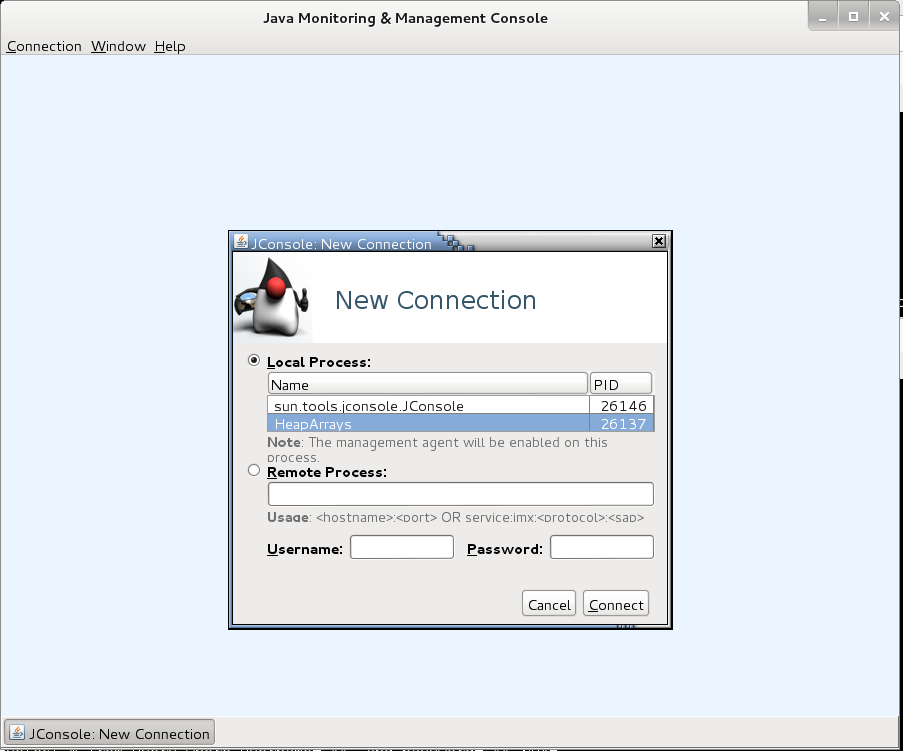 Java Monitoring & Management Console
Connection Window Help
JConsole: New Connection
New Connection
Local Process:
Name PID
sun.tools.jconsole.JConsole 26146
HeapArrays 26137
Note: The management agent will be enabled on this
process.
Remote Process:
Usage: <hostname>:<port> OR service:jmx:<protocol>:<sap>
Username: Password:
Cancel Connect
JConsole: New Connection